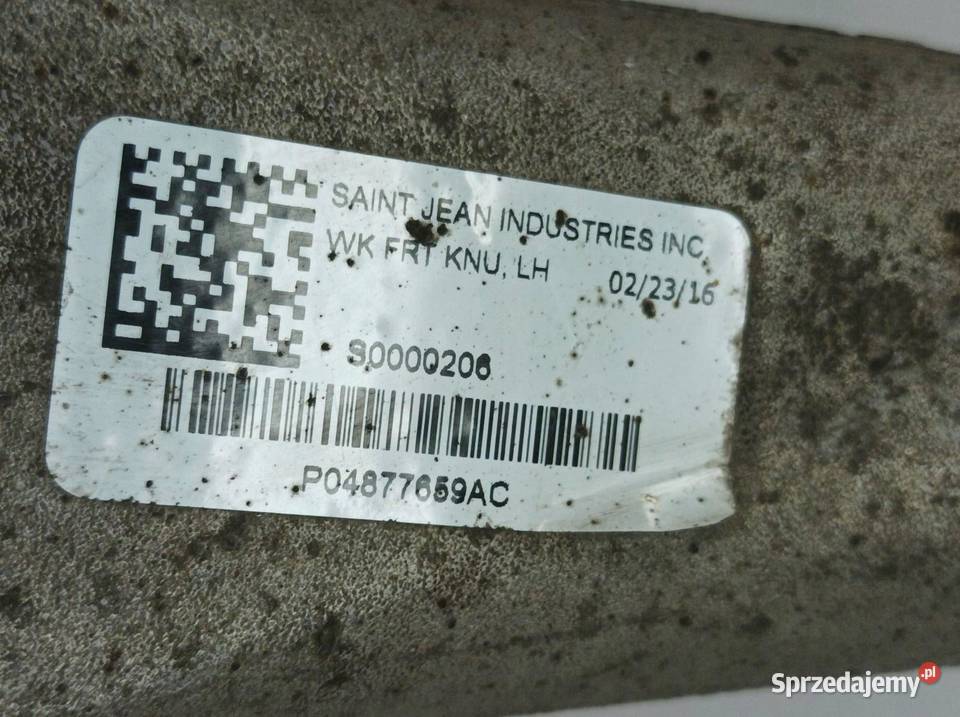 SAINT JEAN INDUSTRIES INC.
WK FRT KNU, LH 02/23/16
S0000206
P04877659AC
Sprzedajemy.pl